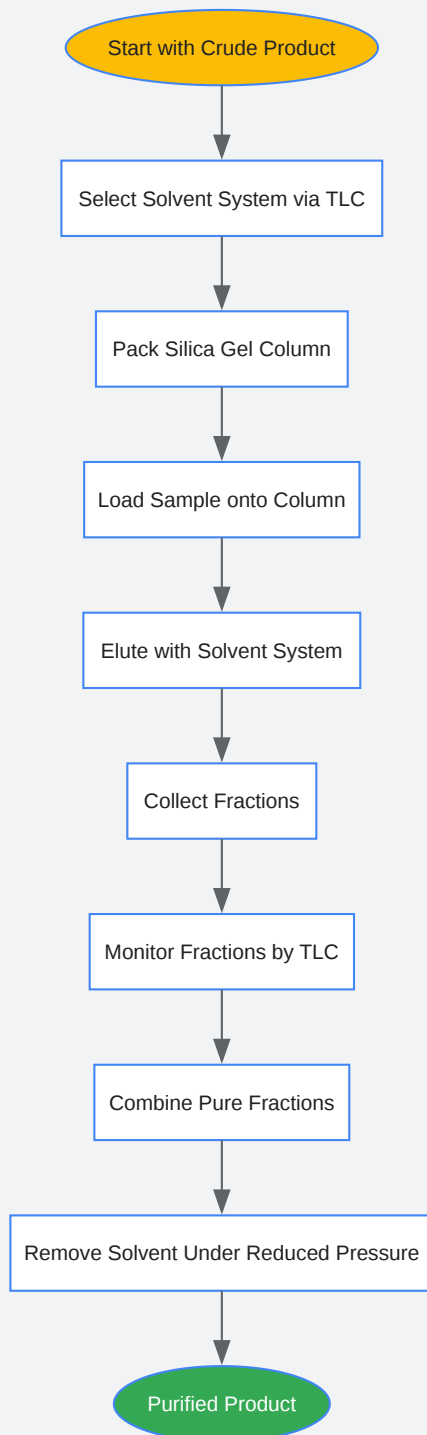 Start with Crude Product
Select Solvent System via TLC
Pack Silica Gel Column
Load Sample onto Column
Elute with Solvent System
Collect Fractions
Monitor Fractions by TLC
Combine Pure Fractions
Remove Solvent Under Reduced Pressure
Purified Product